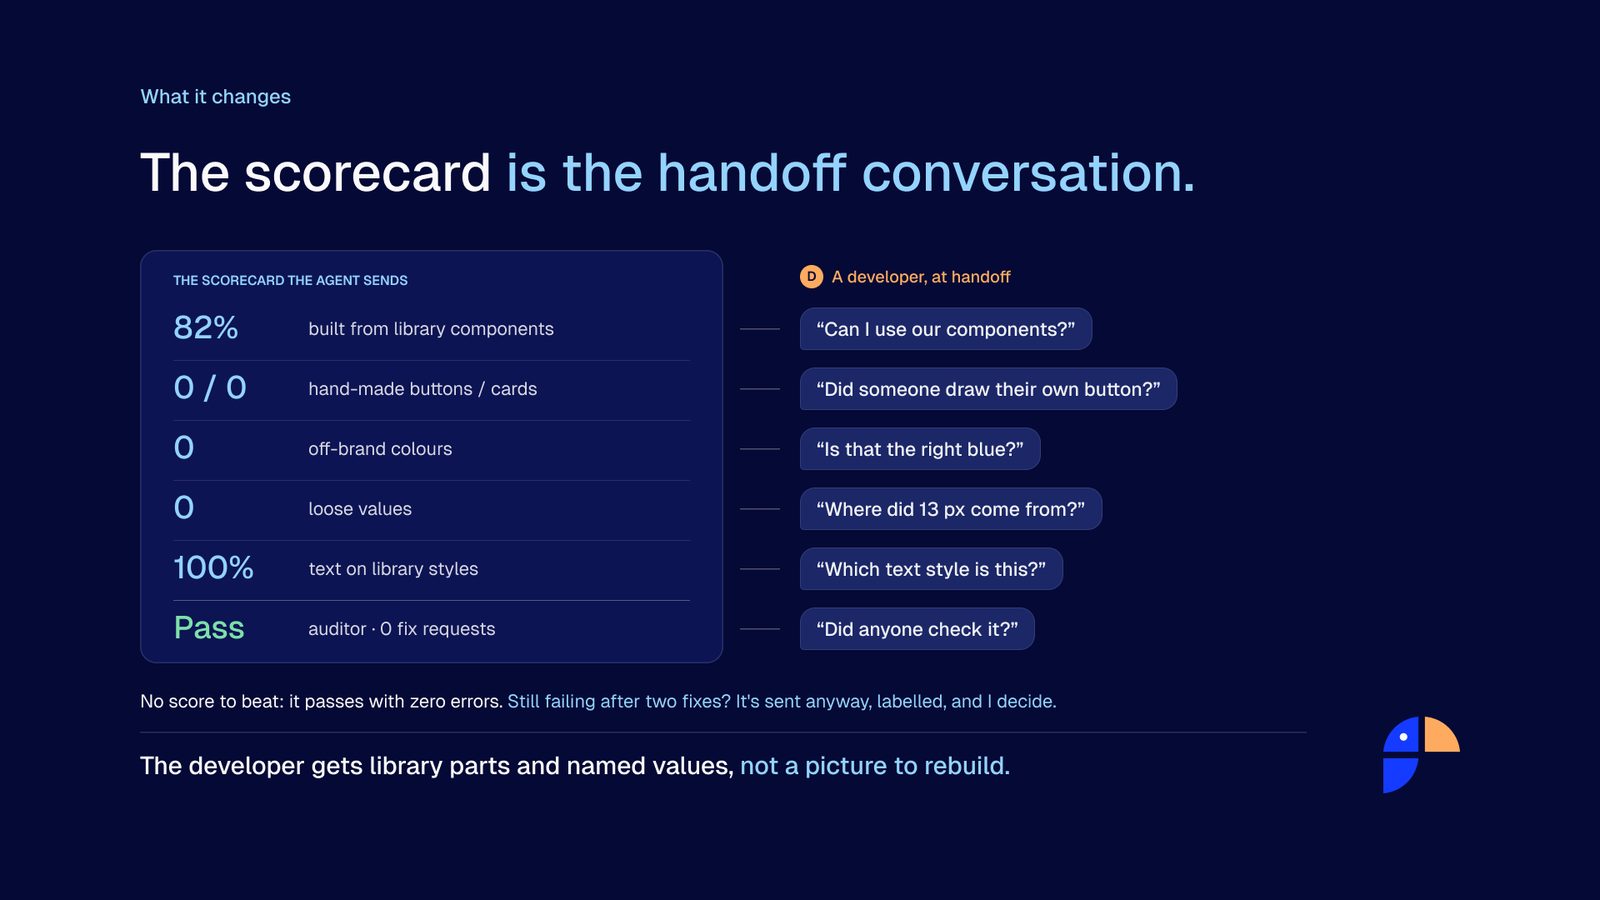 What it changes
The scorecard is the handoff conversation.
THE SCORECARD THE AGENT SENDS
82% built from library components
0 / 0 hand-made buttons / cards
0 off-brand colours
0 loose values
100% text on library styles
Pass auditor · 0 fix requests
D A developer, at handoff
“Can I use our components?”
“Did someone draw their own button?”
“Is that the right blue?”
“Where did 13 px come from?”
“Which text style is this?”
“Did anyone check it?”
No score to beat: it passes with zero errors. Still failing after two fixes? It's sent anyway, labelled, and I decide.
The developer gets library parts and named values, not a picture to rebuild.